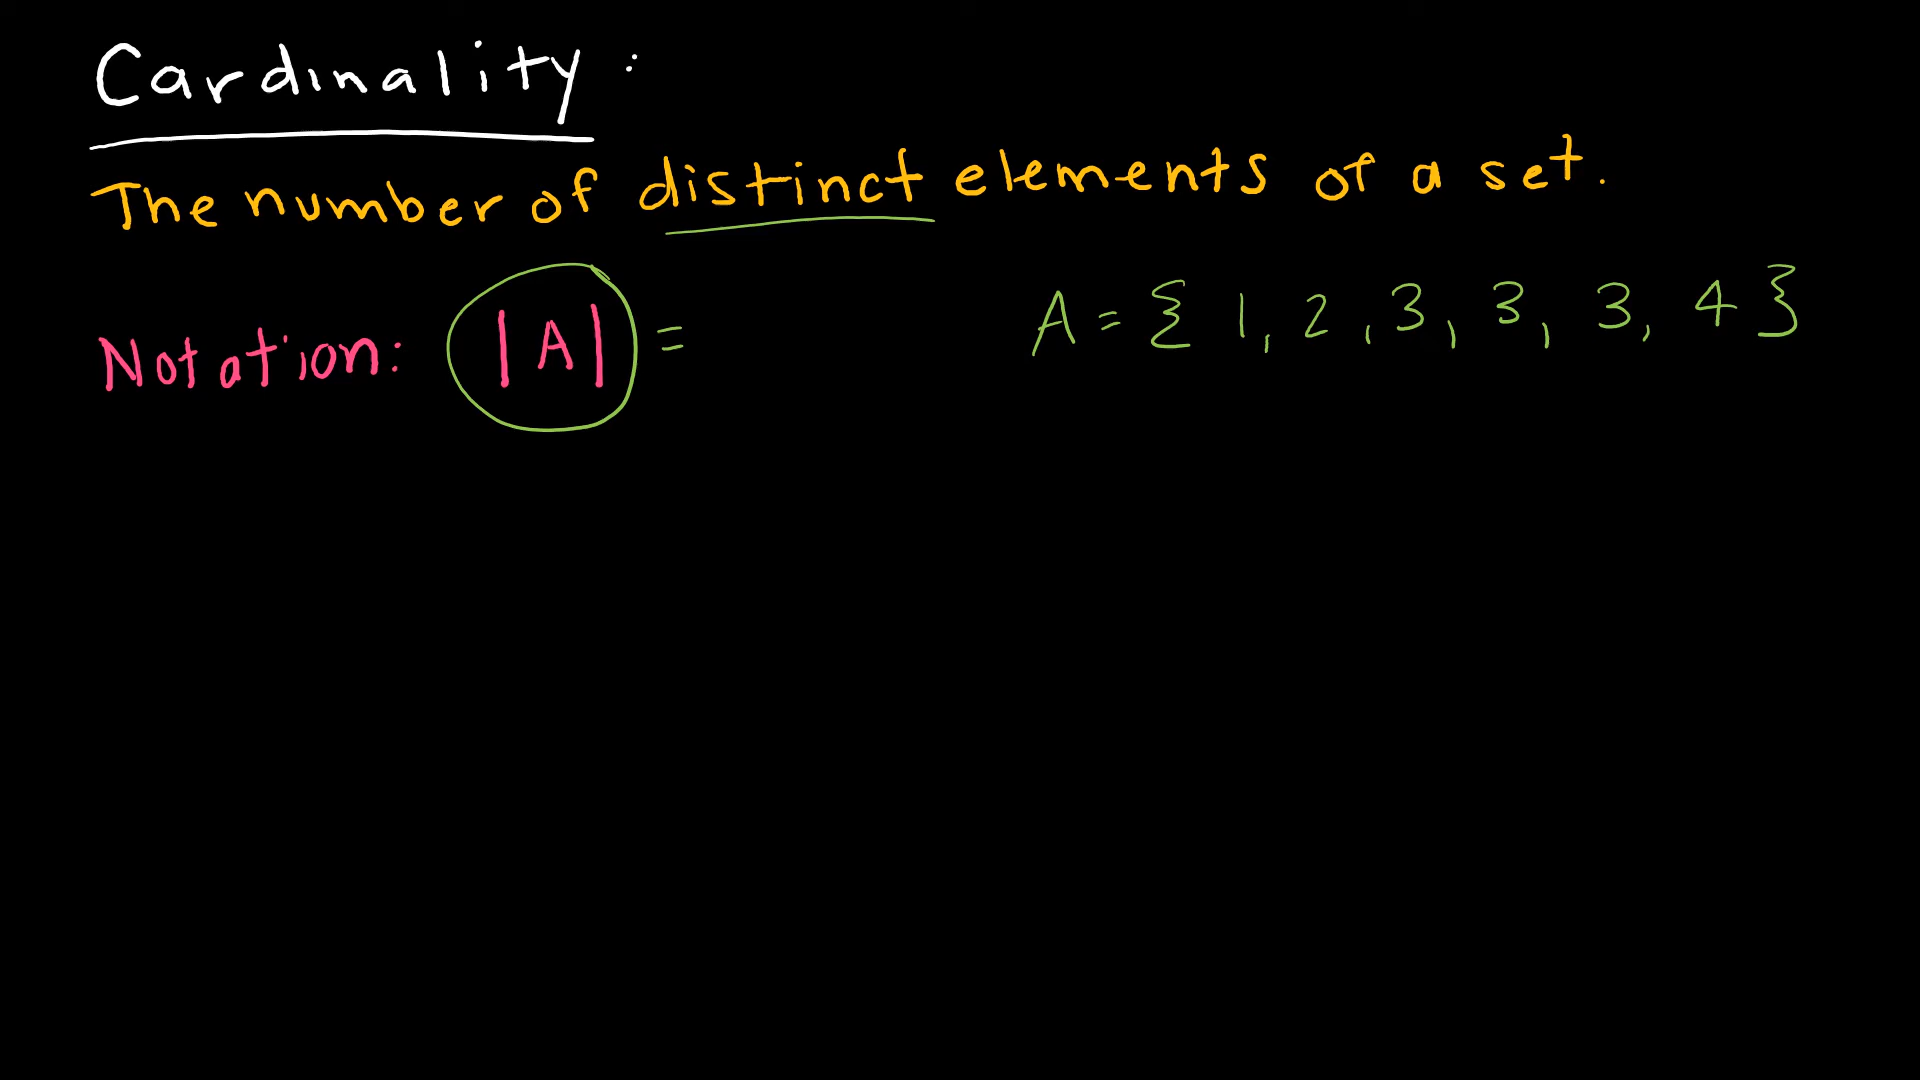 Cardinality:
The number of distinct elements of a set.
Notation: |A| =
A = { 1, 2, 3, 3, 3, 4 }